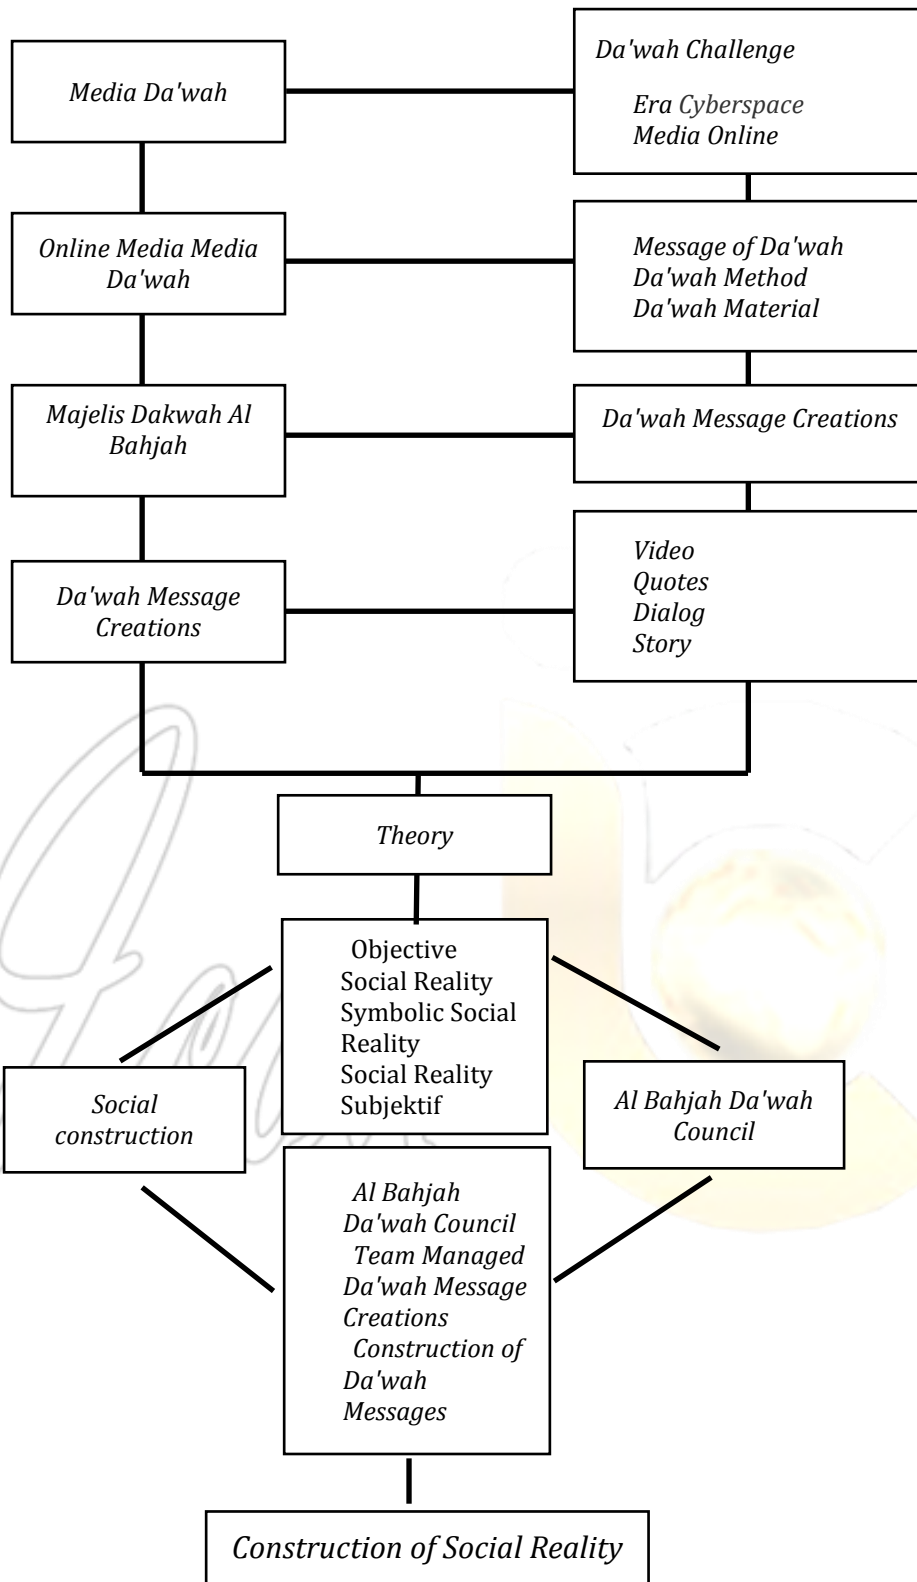 Media Da'wah
Da'wah Challenge
Era Cyberspace
Media Online
Online Media Media
Da'wah
Message of Da'wah
Da'wah Method
Da'wah Material
Majelis Dakwah Al
Bahjah
Da'wah Message Creations
Da'wah Message
Creations
Video
Quotes
Dialog
Story
Theory
Objective
Social Reality
Symbolic Social
Reality
Social Reality
Subjektif
Social
construction
Al Bahjah Da'wah
Council
Al Bahjah
Da'wah Council
Team Managed
Da'wah Message
Creations
Construction of
Da'wah
Messages
Construction of Social Reality